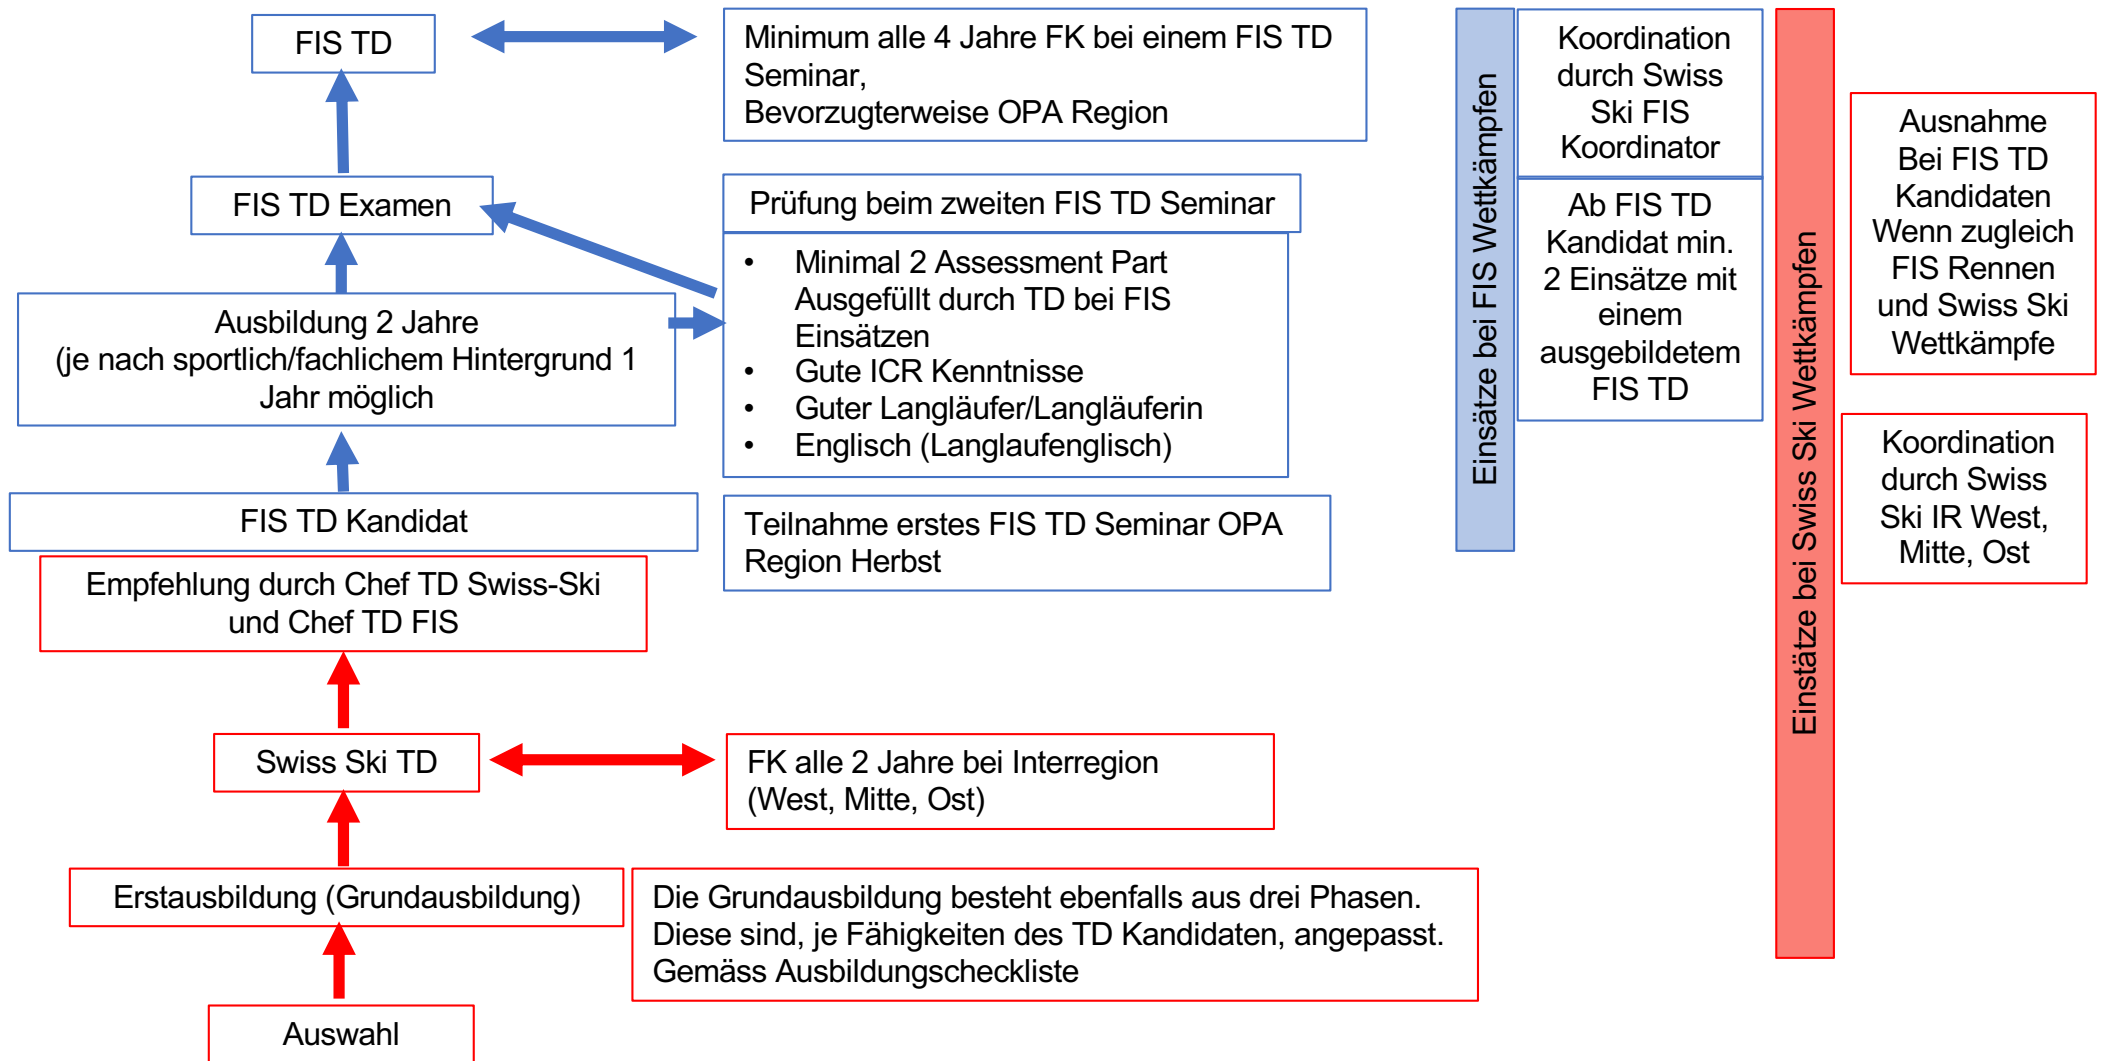 FIS TD
Minimum alle 4 Jahre FK bei einem FIS TD
Seminar,
Bevorzugterweise OPA Region
FIS TD Examen
Prüfung beim zweiten FIS TD Seminar
• Minimal 2 Assessment Part
Ausgefüllt durch TD bei FIS
Einsätzen
• Gute ICR Kenntnisse
• Guter Langläufer/Langläuferin
• Englisch (Langlaufenglisch)
Ausbildung 2 Jahre
(je nach sportlich/fachlichem Hintergrund 1
Jahr möglich
FIS TD Kandidat
Teilnahme erstes FIS TD Seminar OPA
Region Herbst
Empfehlung durch Chef TD Swiss-Ski
und Chef TD FIS
Swiss Ski TD
FK alle 2 Jahre bei Interregion
(West, Mitte, Ost)
Erstausbildung (Grundausbildung)
Die Grundausbildung besteht ebenfalls aus drei Phasen.
Diese sind, je Fähigkeiten des TD Kandidaten, angepasst.
Gemäss Ausbildungscheckliste
Auswahl
Einsätze bei FIS Wettkämpfen
Koordination
durch Swiss
Ski FIS
Koordinator
Ab FIS TD
Kandidat min.
2 Einsätze mit
einem
ausgebildetem
FIS TD
Einstätze bei Swiss Ski Wettkämpfen
Ausnahme
Bei FIS TD
Kandidaten
Wenn zugleich
FIS Rennen
und Swiss Ski
Wettkämpfe
Koordination
durch Swiss
Ski IR West,
Mitte, Ost